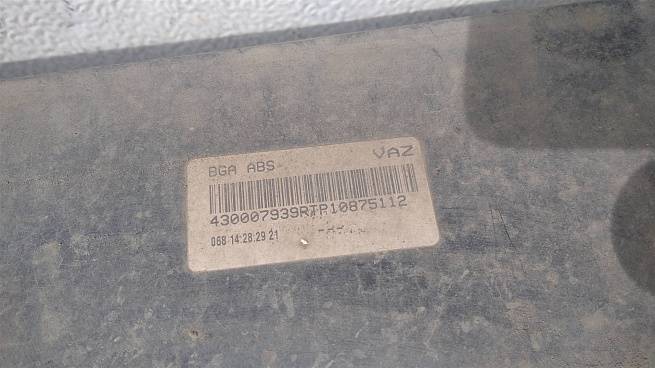 BGA ABS VAZ
430007939RTP10875112
068 14:28:29 21